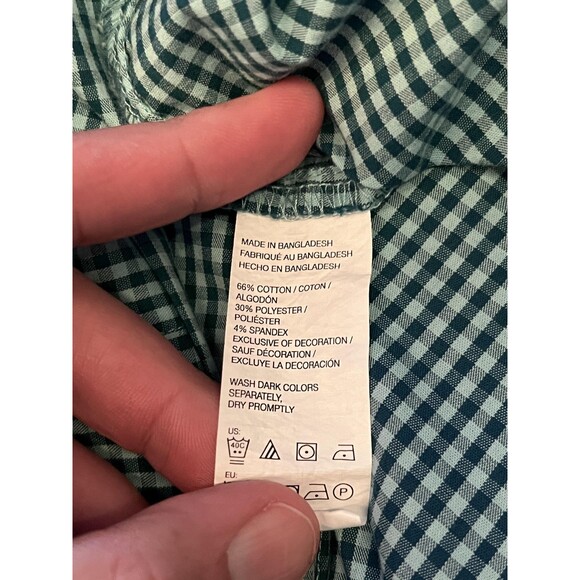 MADE IN BANGLADESH
FABRIQUÉ AU BANGLADESH
HECHO EN BANGLADESH
66% COTTON / COTON /
ALGODÓN
30% POLYESTER /
POLIÉSTER
4% SPANDEX
EXCLUSIVE OF DECORATION /
SAUF DÉCORATION /
EXCLUYE LA DECORACIÓN
WASH DARK COLORS
SEPARATELY,
DRY PROMPTLY
US:
40C
EU:
P